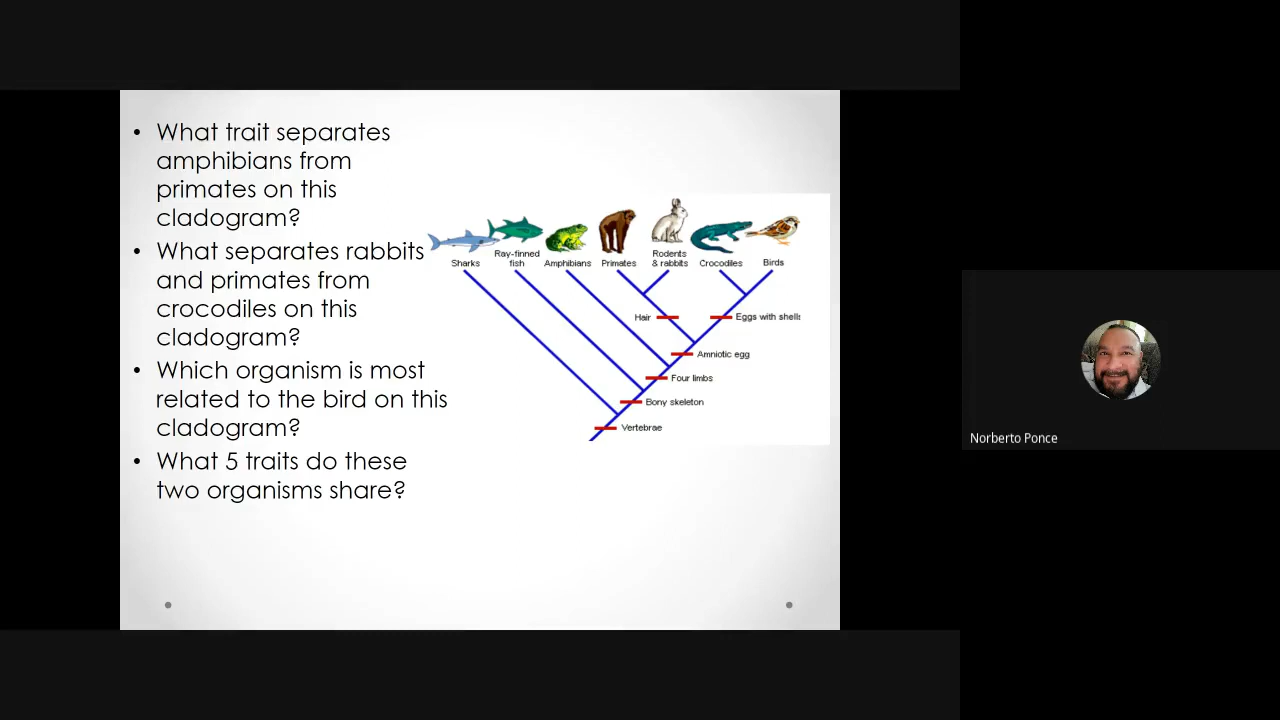 • What trait separates
amphibians from
primates on this
cladogram?
• What separates rabbits
and primates from
crocodiles on this
cladogram?
• Which organism is most
related to the bird on this
cladogram?
• What 5 traits do these
two organisms share?
Sharks
Ray-finned
fish
Amphibians
Primates
Rodents
& rabbits
Crocodiles
Birds
Hair
Eggs with shells
Amniotic egg
Four limbs
Bony skeleton
Vertebrae
Norberto Ponce